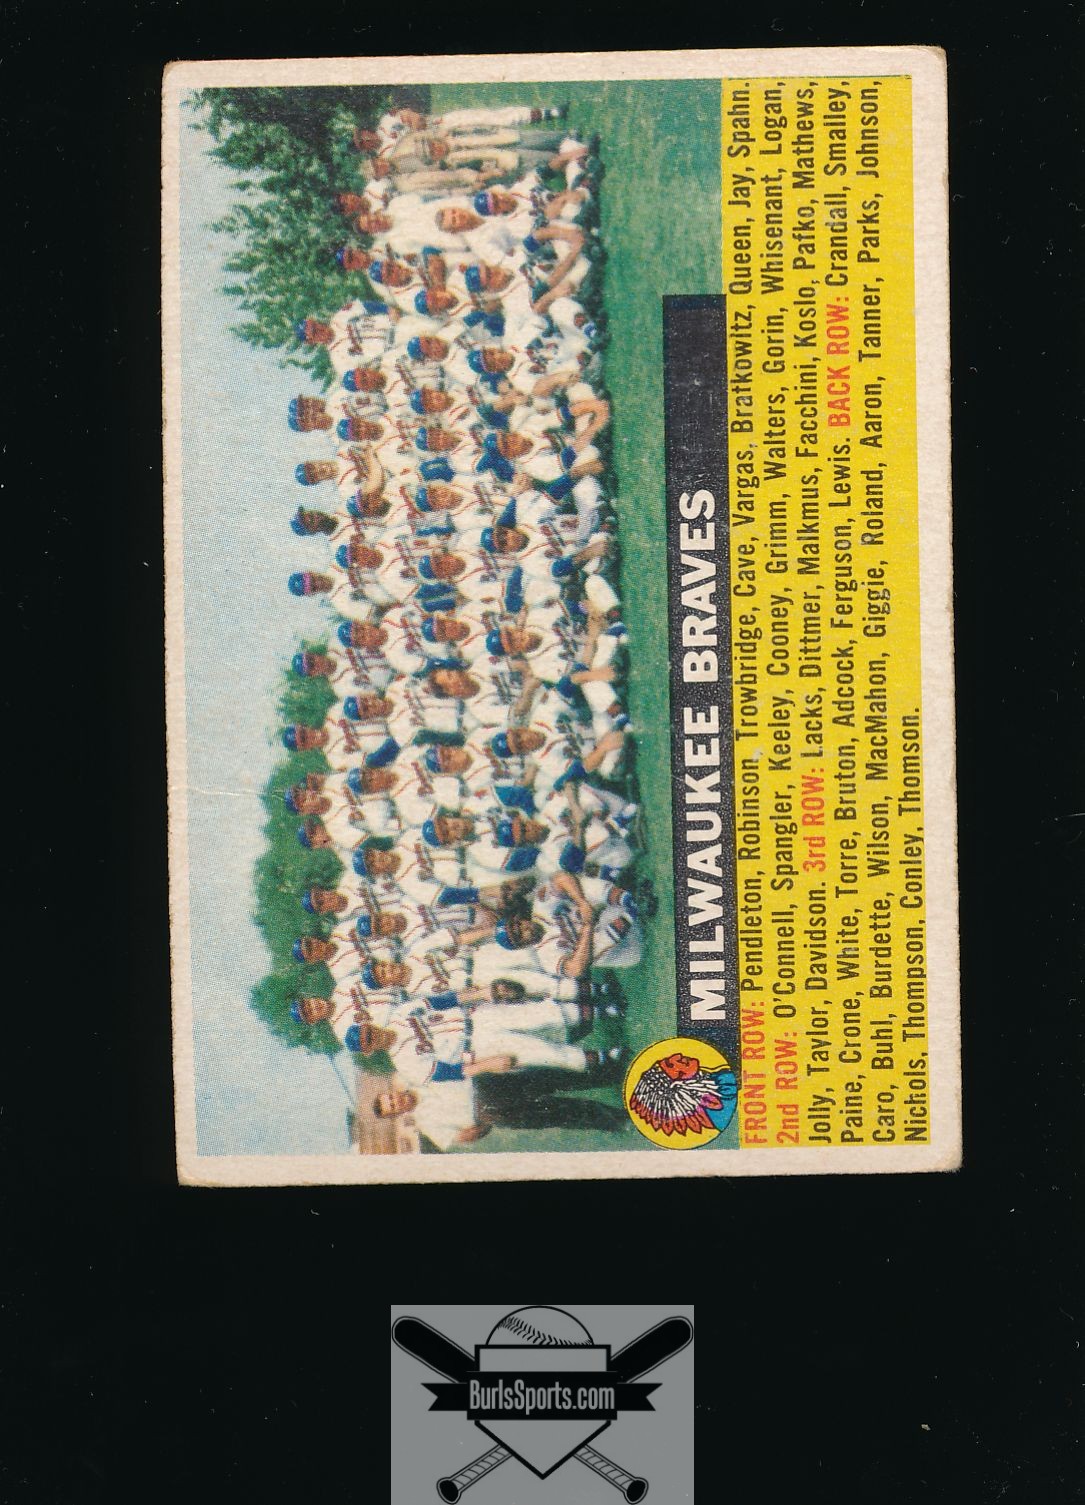 MILWAUKEE BRAVES
FRONT ROW: Pendleton, Robinson, Trowbridge, Cave, Vargas, Bratkowitz, Queen, Jay, Spahn.
2nd ROW: O'Connell, Spangler, Keeley, Cooney, Grimm, Walters, Gorin, Whisenant, Logan,
Jolly, Taylor, Davidson. 3rd ROW: Lacks, Dittmer, Malkmus, Facchini, Koslo, Pafko, Mathews,
Paine, Crone, White, Torre, Bruton, Adcock, Ferguson, Lewis. BACK ROW: Crandall, Smalley,
Caro, Buhl, Burdette, Wilson, MacMahon, Giggie, Roland, Aaron, Tanner, Parks, Johnson,
Nichols, Thompson, Conley, Thomson.
BurlsSports.com